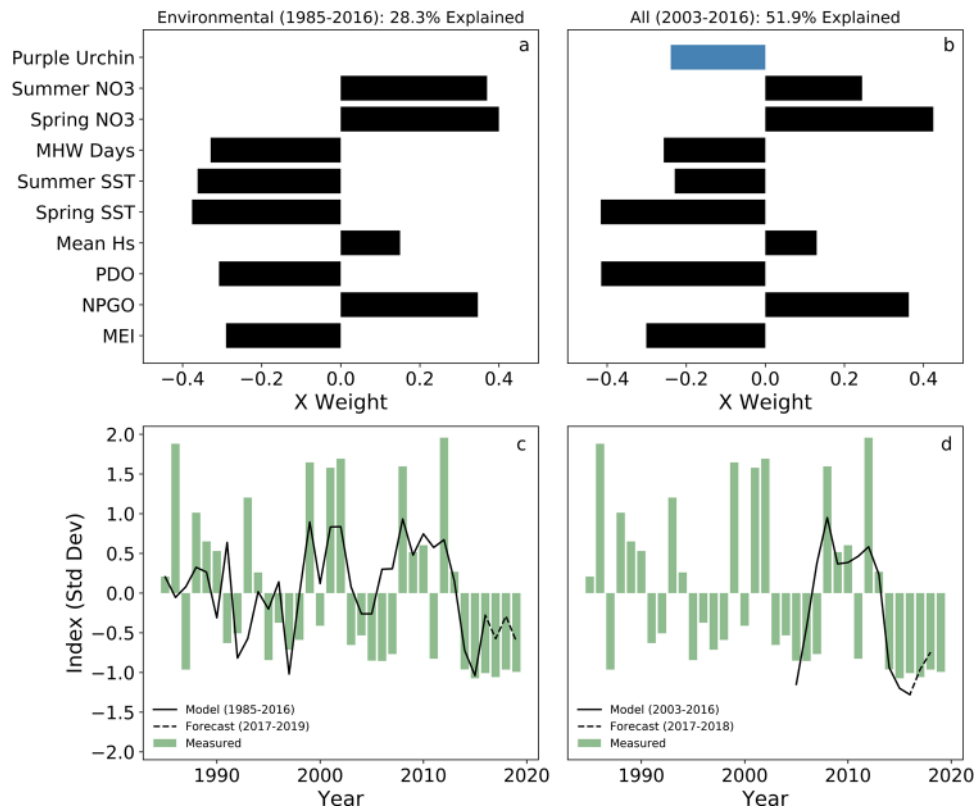 Environmental (1985-2016): 28.3% Explained
All (2003-2016): 51.9% Explained
a
b
Purple Urchin
Summer NO3
Spring NO3
MHW Days
Summer SST
Spring SST
Mean Hs
PDO
NPGO
MEI
−0.4 −0.2 0.0 0.2 0.4
−0.4 −0.2 0.0 0.2 0.4
X Weight
X Weight
c
d
Index (Std Dev)
2.0
1.5
1.0
0.5
0.0
−0.5
−1.0
−1.5
−2.0
Model (1985-2016)
Forecast (2017-2019)
Measured
Model (2003-2016)
Forecast (2017-2018)
Measured
1990 2000 2010 2020
1990 2000 2010 2020
Year
Year